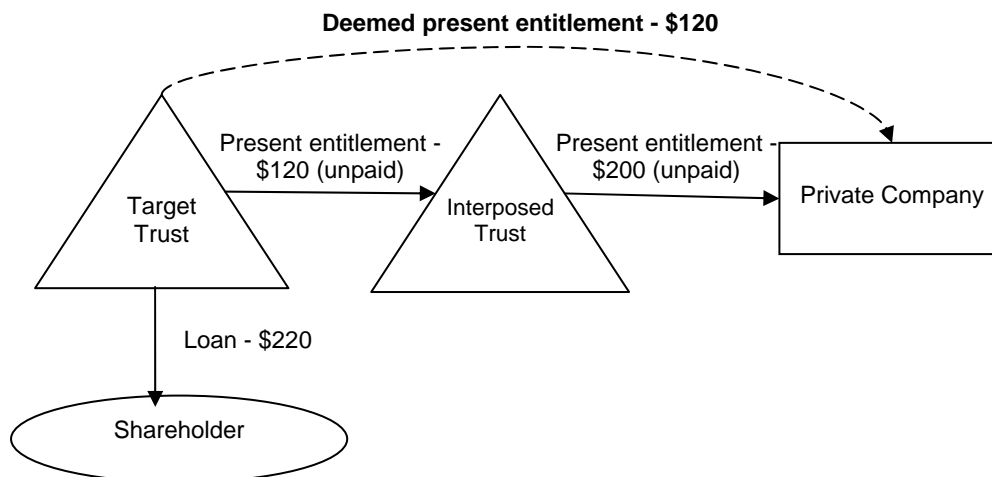 Deemed present entitlement - $120
Present entitlement -
$120 (unpaid)
Present entitlement -
$200 (unpaid)
Target
Trust
Interposed
Trust
Private Company
Loan - $220
Shareholder